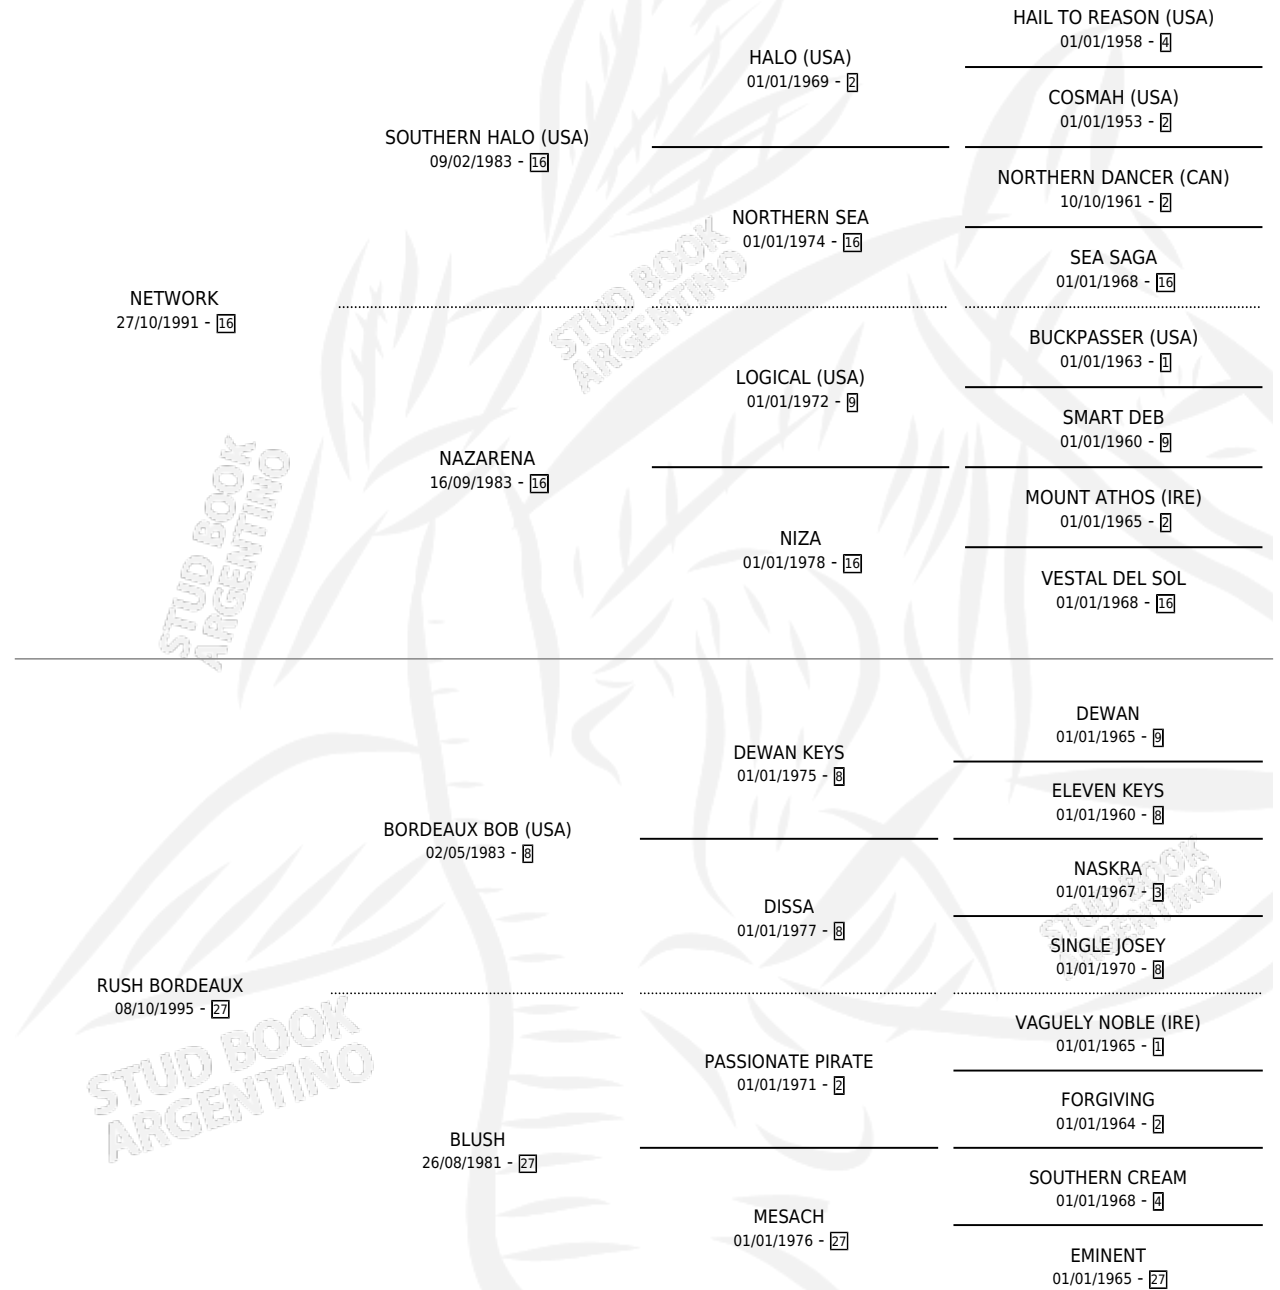 HAIL TO REASON (USA)
01/01/1958 - 4
HALO (USA)
01/01/1969 - 2
COSMAH (USA)
01/01/1953 - 2
SOUTHERN HALO (USA)
09/02/1983 - 16
NORTHERN DANCER (CAN)
10/10/1961 - 2
NORTHERN SEA
01/01/1974 - 16
SEA SAGA
01/01/1968 - 16
NETWORK
27/10/1991 - 16
BUCKPASSER (USA)
01/01/1963 - 1
LOGICAL (USA)
01/01/1972 - 9
SMART DEB
01/01/1960 - 9
NAZARENA
16/09/1983 - 16
MOUNT ATHOS (IRE)
01/01/1965 - 2
NIZA
01/01/1978 - 16
VESTAL DEL SOL
01/01/1968 - 16
STUD BOOK
ARGENTINO
STUD BOOK
ARGENTINO
DEWAN
01/01/1965 - 9
DEWAN KEYS
01/01/1975 - 8
ELEVEN KEYS
01/01/1960 - 8
BORDEAUX BOB (USA)
02/05/1983 - 8
NASKRA
01/01/1967 - 3
DISSA
01/01/1977 - 8
SINGLE JOSEY
01/01/1970 - 8
STUD BOOK
ARGENTINO
RUSH BORDEAUX
08/10/1995 - 27
VAGUELY NOBLE (IRE)
01/01/1965 - 1
PASSIONATE PIRATE
01/01/1971 - 2
FORGIVING
01/01/1964 - 2
STUD BOOK
ARGENTINO
BLUSH
26/08/1981 - 27
SOUTHERN CREAM
01/01/1968 - 4
MESACH
01/01/1976 - 27
EMINENT
01/01/1965 - 27